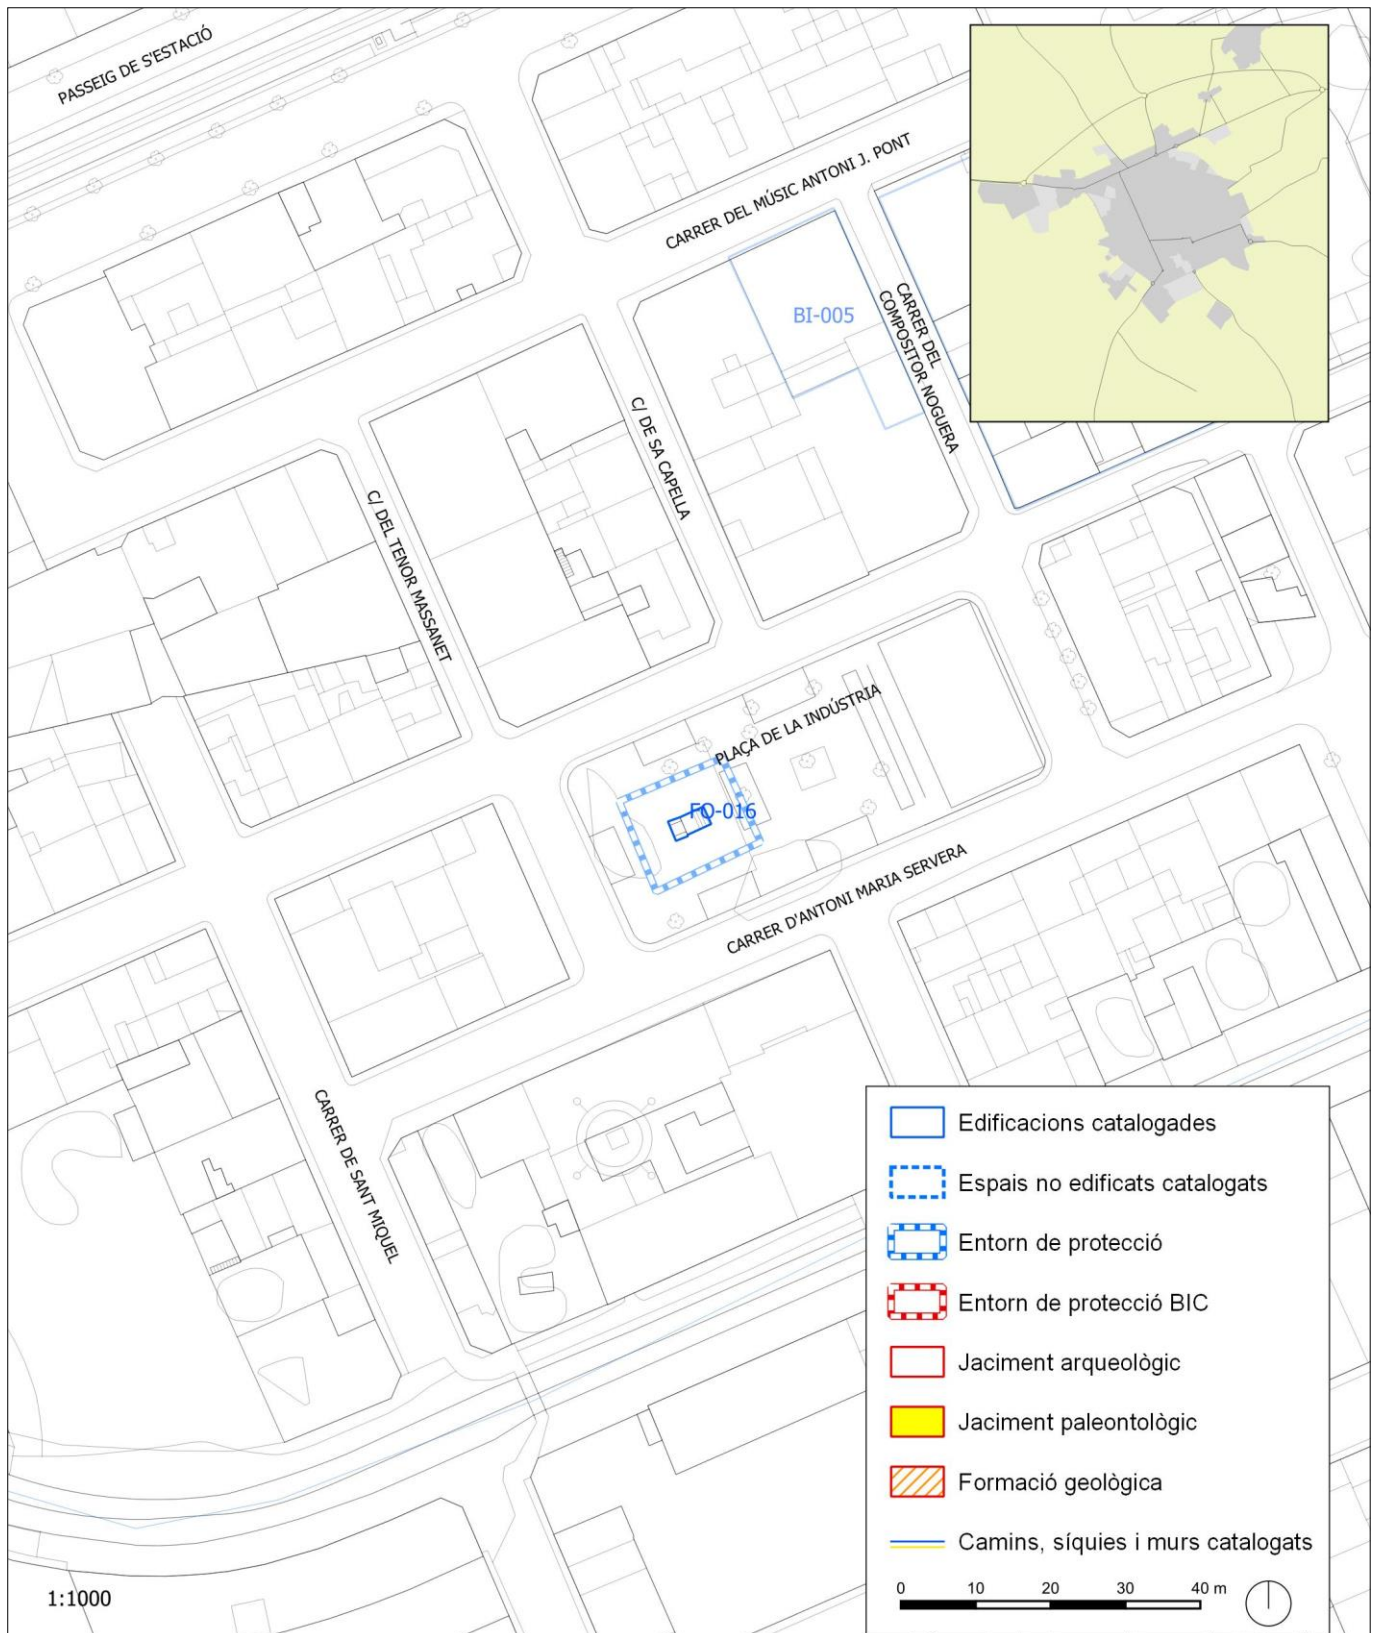 PASSEIG DE S'ESTACIÓ
CARRER DEL MÚSIC ANTONI J. PONT
BI-005
CARRER DEL
COMPOSITOR NOGUERA
C/ DE SA CAPELLA
C/ DEL TENOR MASSANET
PLAÇA DE LA INDÚSTRIA
FO-016
CARRER D'ANTONI MARIA SERVERA
CARRER DE SANT MIQUEL
Edificacions catalogades
Espais no edificats catalogats
Entorn de protecció
Entorn de protecció BIC
Jaciment arqueològic
Jaciment paleontològic
Formació geològica
Camins, síquies i murs catalogats
0 10 20 30 40 m
1:1000